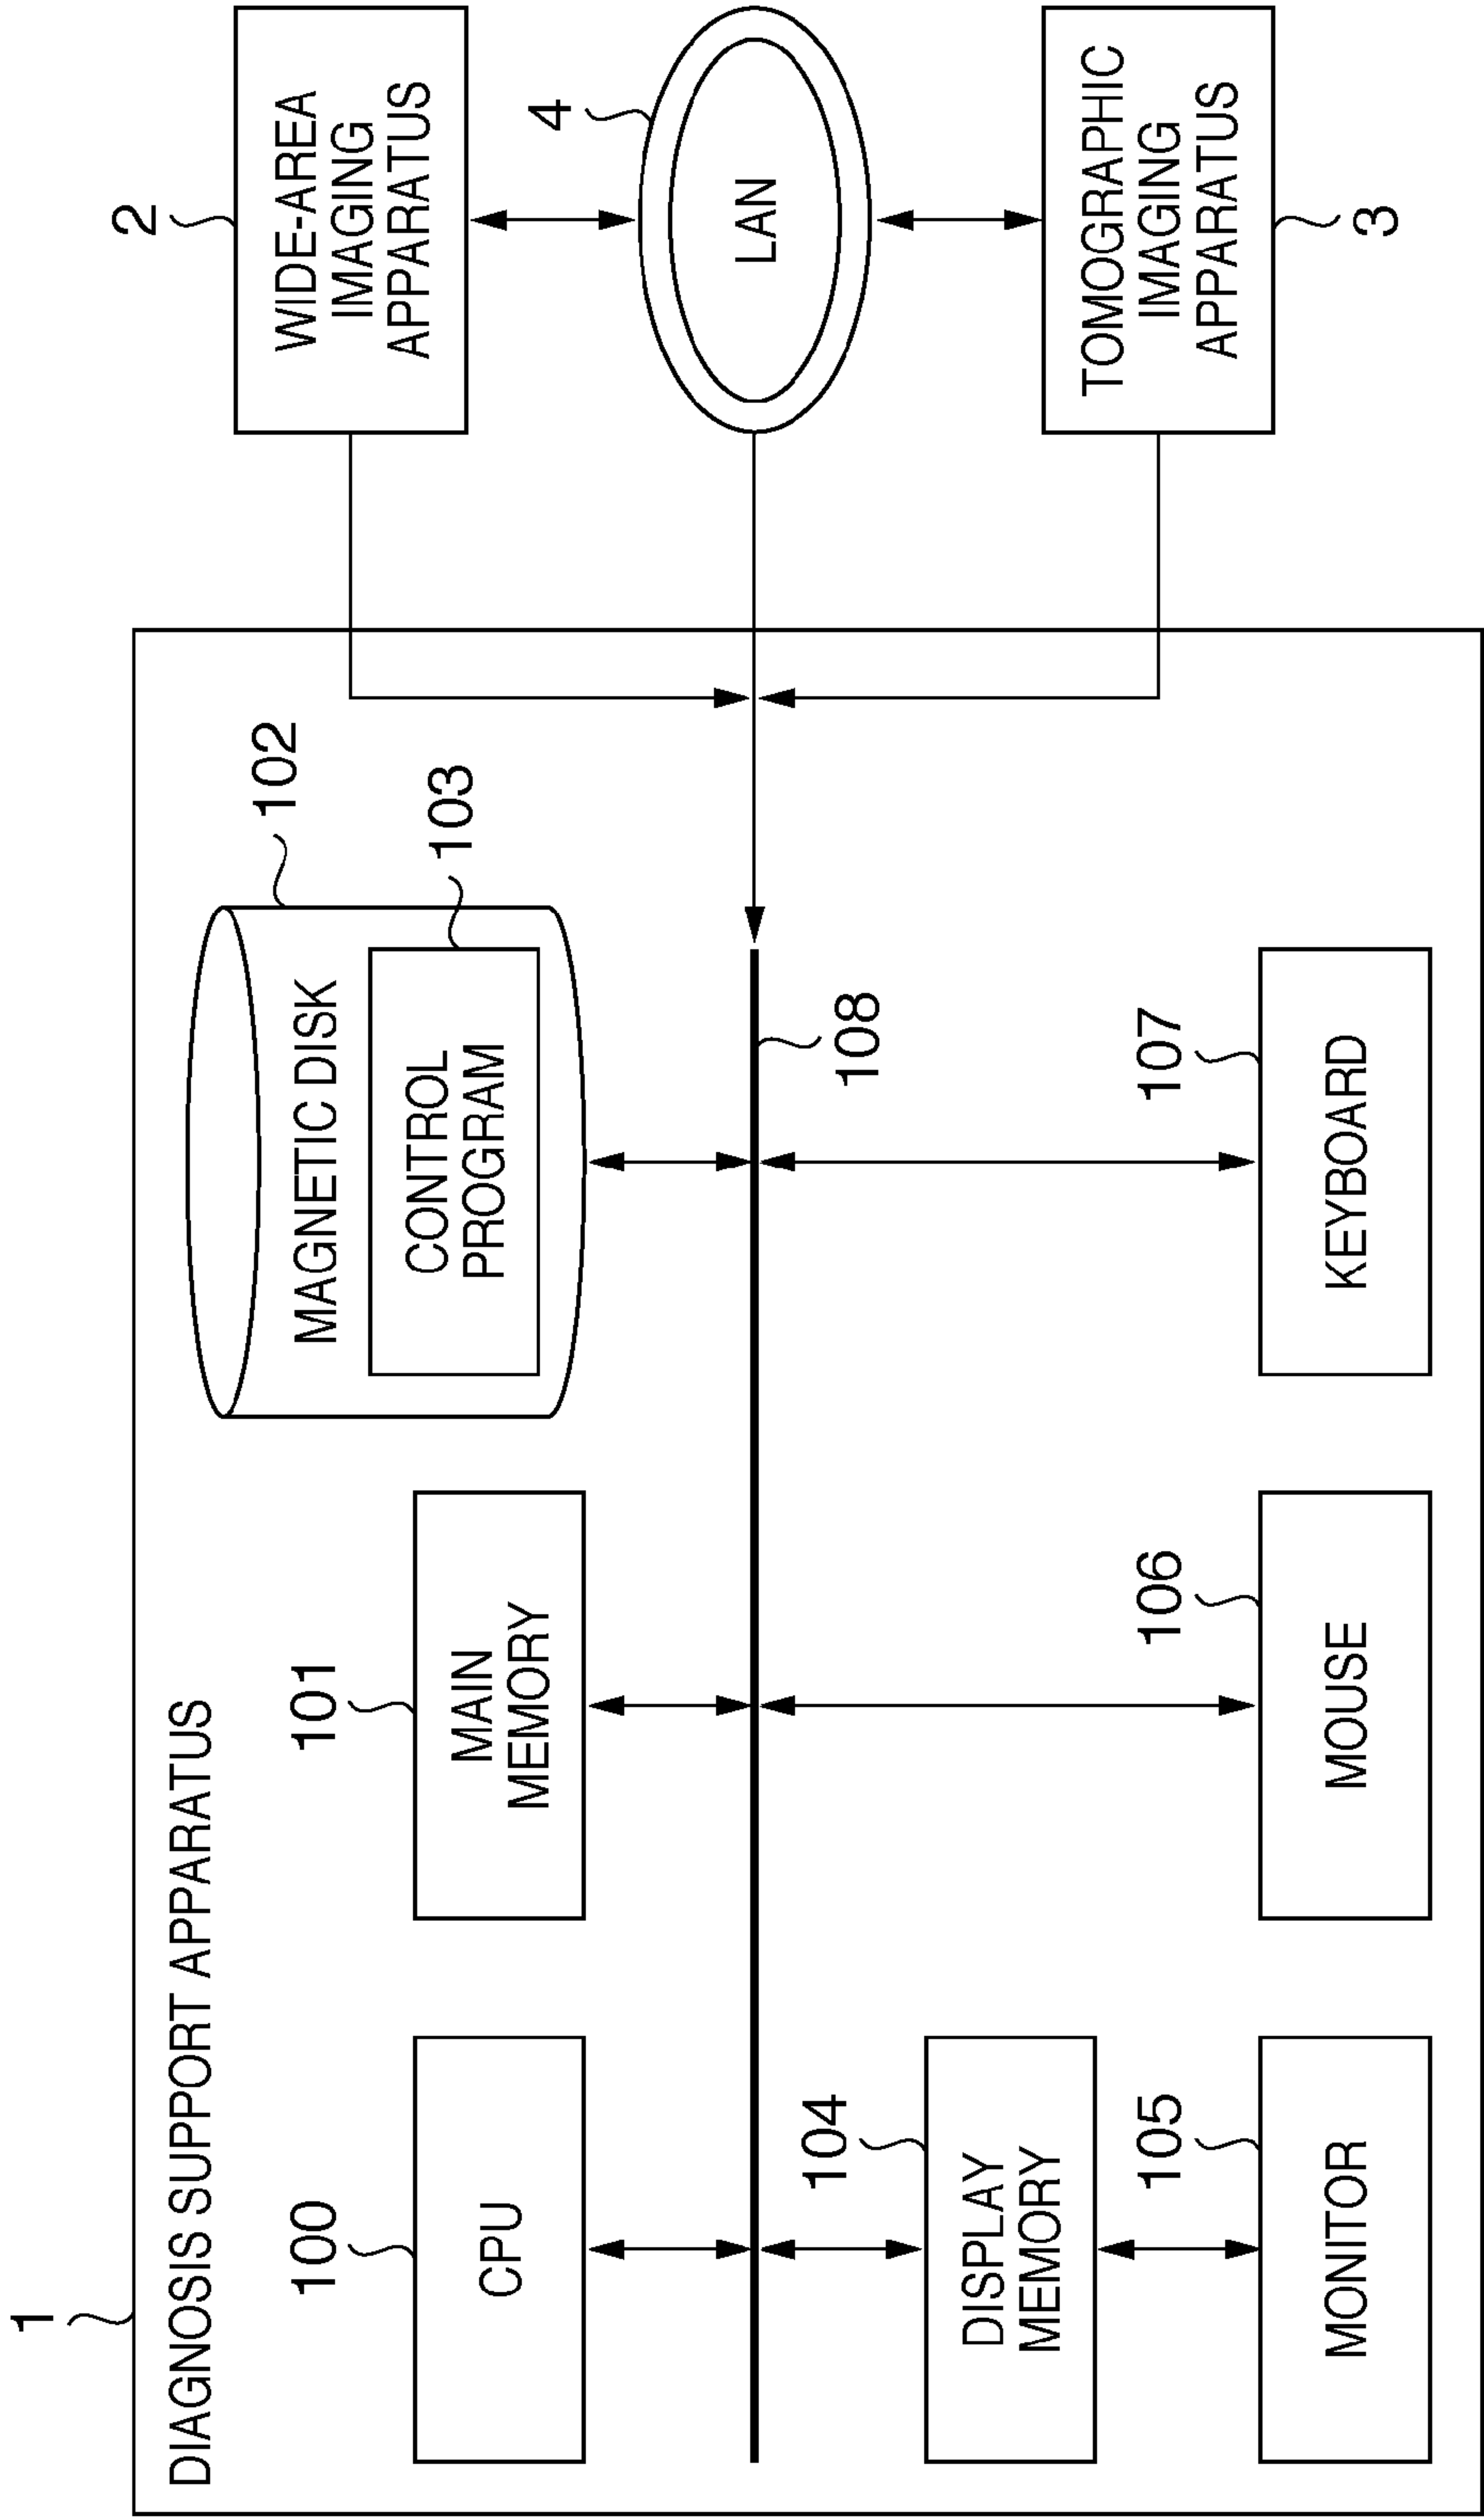 1
DIAGNOSIS SUPPORT APPARATUS
100
CPU
101
MAIN
MEMORY
102
MAGNETIC DISK
103
CONTROL
PROGRAM
108
104
DISPLAY
MEMORY
105
MONITOR
106
MOUSE
107
KEYBOARD
2
WIDE-AREA
IMAGING
APPARATUS
4
LAN
TOMOGRAPHIC
IMAGING
APPARATUS
3